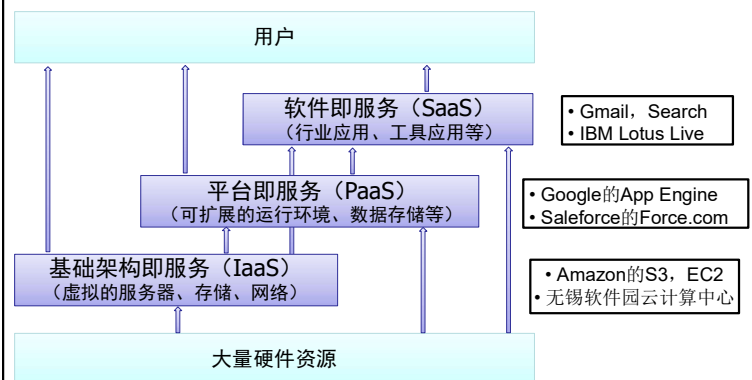 用户
软件即服务（SaaS）
（行业应用、工具应用等）
• Gmail，Search
• IBM Lotus Live
平台即服务（PaaS）
（可扩展的运行环境、数据存储等）
• Google的App Engine
• Saleforce的Force.com
基础架构即服务（IaaS）
（虚拟的服务器、存储、网络）
• Amazon的S3，EC2
• 无锡软件园云计算中心
大量硬件资源